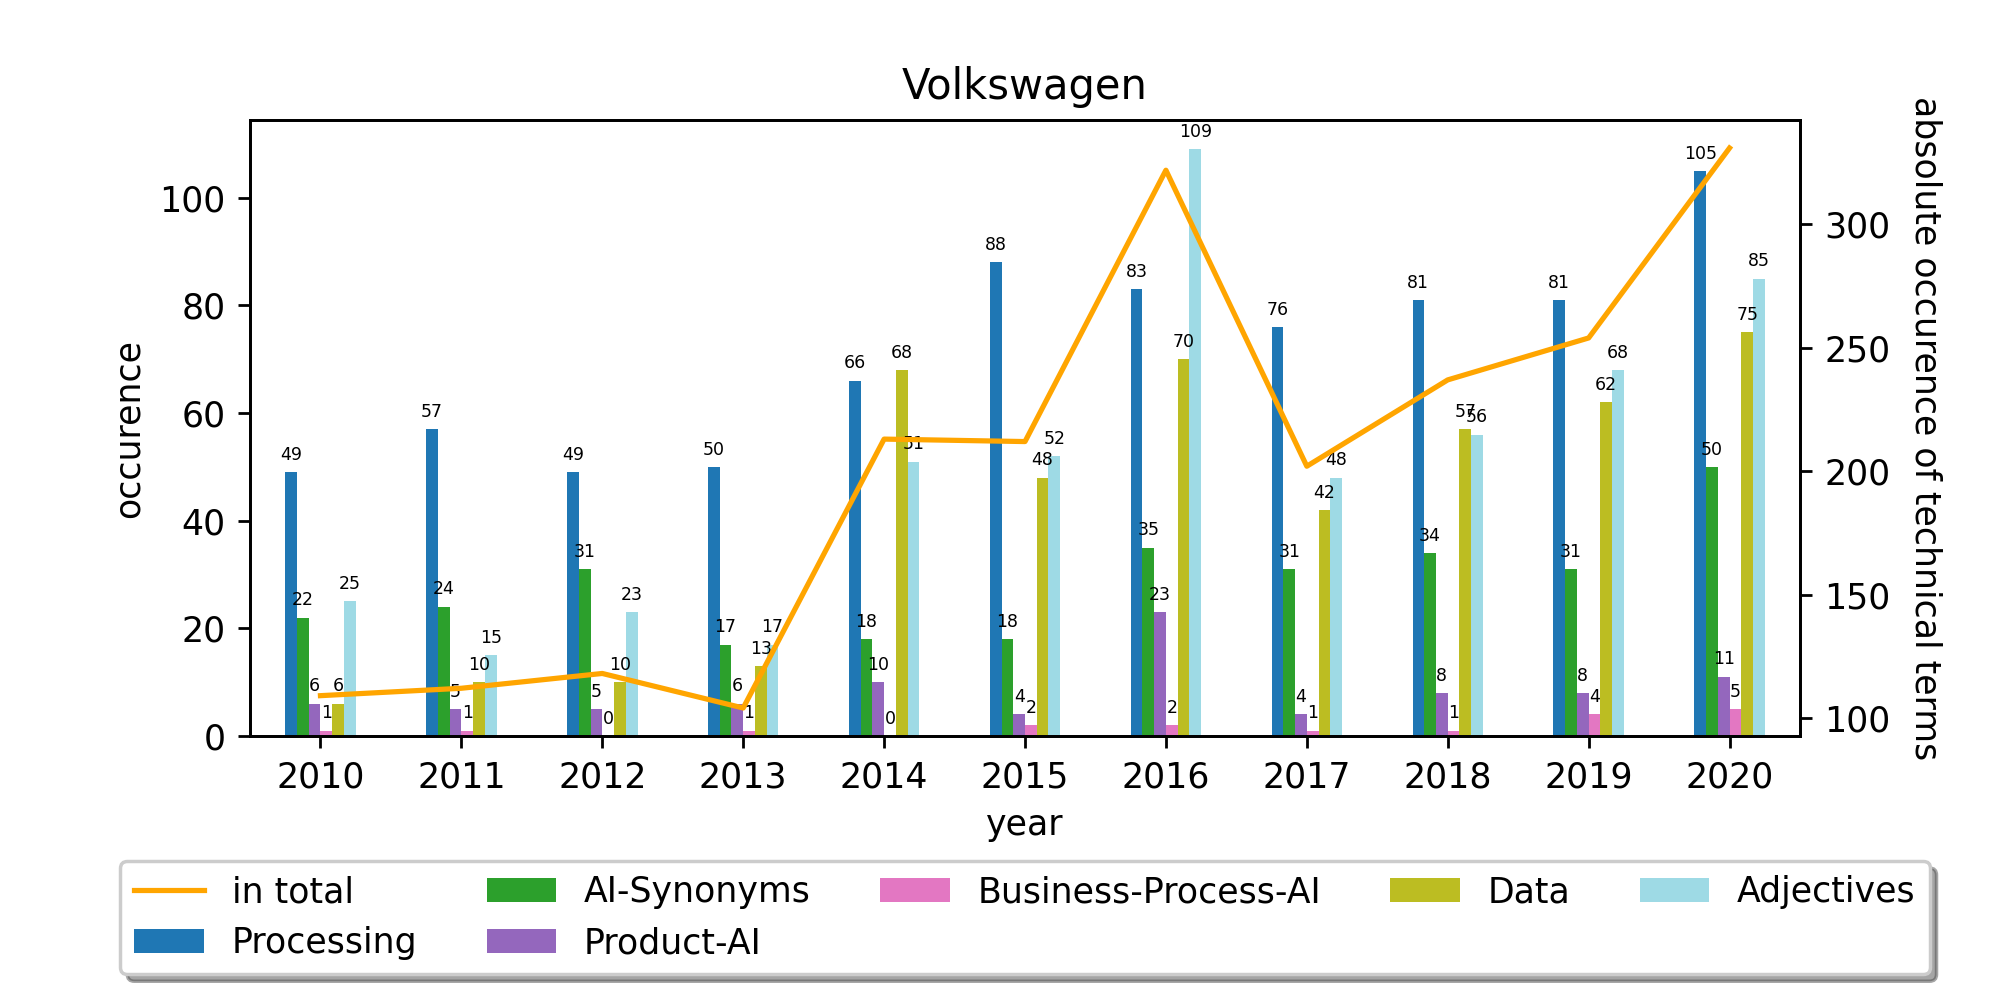 Volkswagen
occurence
absolute occurence of technical terms
100
80
60
40
20
0
300
250
200
150
100
49 22 6 1 6 25
57 24 5 1 10 15
49 31 5 0 10 23
50 17 6 1 13 17
66 18 10 0 68 51
88 18 4 2 48 52
83 35 23 2 70 109
76 31 4 1 42 48
81 34 8 1 57 56
81 31 8 4 62 68
105 50 11 5 75 85
2010 2011 2012 2013 2014 2015 2016 2017 2018 2019 2020
year
in total AI-Synonyms Business-Process-AI Data Adjectives
Processing Product-AI